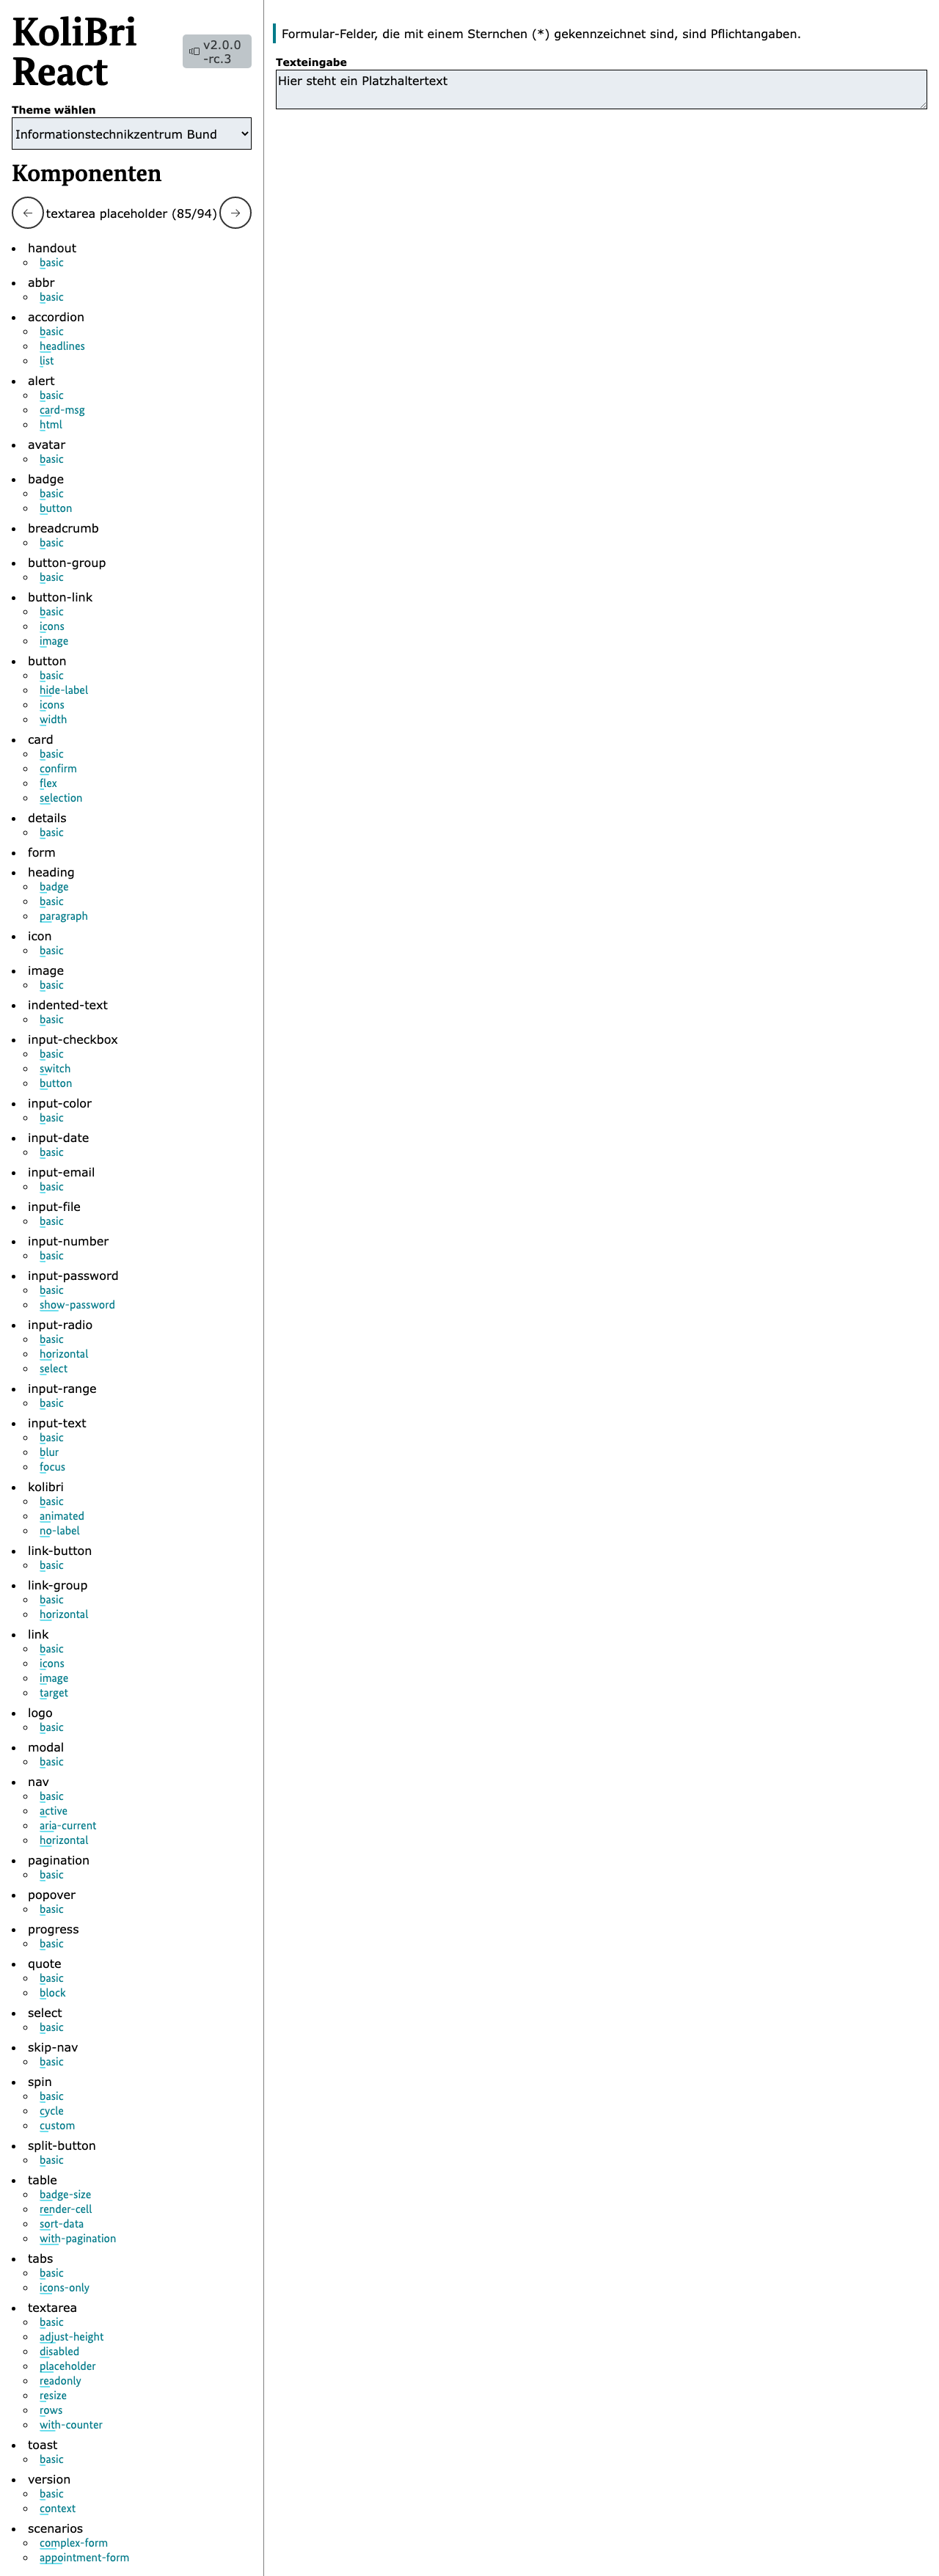 KoliBri
React
v2.0.0
-rc.3
Theme wählen
Informationstechnikzentrum Bund
Komponenten
textarea placeholder (85/94)
handout
basic
abbr
basic
accordion
basic
headlines
list
alert
basic
card-msg
html
avatar
basic
badge
basic
button
breadcrumb
basic
button-group
basic
button-link
basic
icons
image
button
basic
hide-label
icons
width
card
basic
confirm
flex
selection
details
basic
form
heading
badge
basic
paragraph
icon
basic
image
basic
indented-text
basic
input-checkbox
basic
switch
button
input-color
basic
input-date
basic
input-email
basic
input-file
basic
input-number
basic
input-password
basic
show-password
input-radio
basic
horizontal
select
input-range
basic
input-text
basic
blur
focus
kolibri
basic
animated
no-label
link-button
basic
link-group
basic
horizontal
link
basic
icons
image
target
logo
basic
modal
basic
nav
basic
active
aria-current
horizontal
pagination
basic
popover
basic
progress
basic
quote
basic
block
select
basic
skip-nav
basic
spin
basic
cycle
custom
split-button
basic
table
badge-size
render-cell
sort-data
with-pagination
tabs
basic
icons-only
textarea
basic
adjust-height
disabled
placeholder
readonly
resize
rows
with-counter
toast
basic
version
basic
context
scenarios
complex-form
appointment-form
Formular-Felder, die mit einem Sternchen (*) gekennzeichnet sind, sind Pflichtangaben.
Texteingabe
Hier steht ein Platzhaltertext